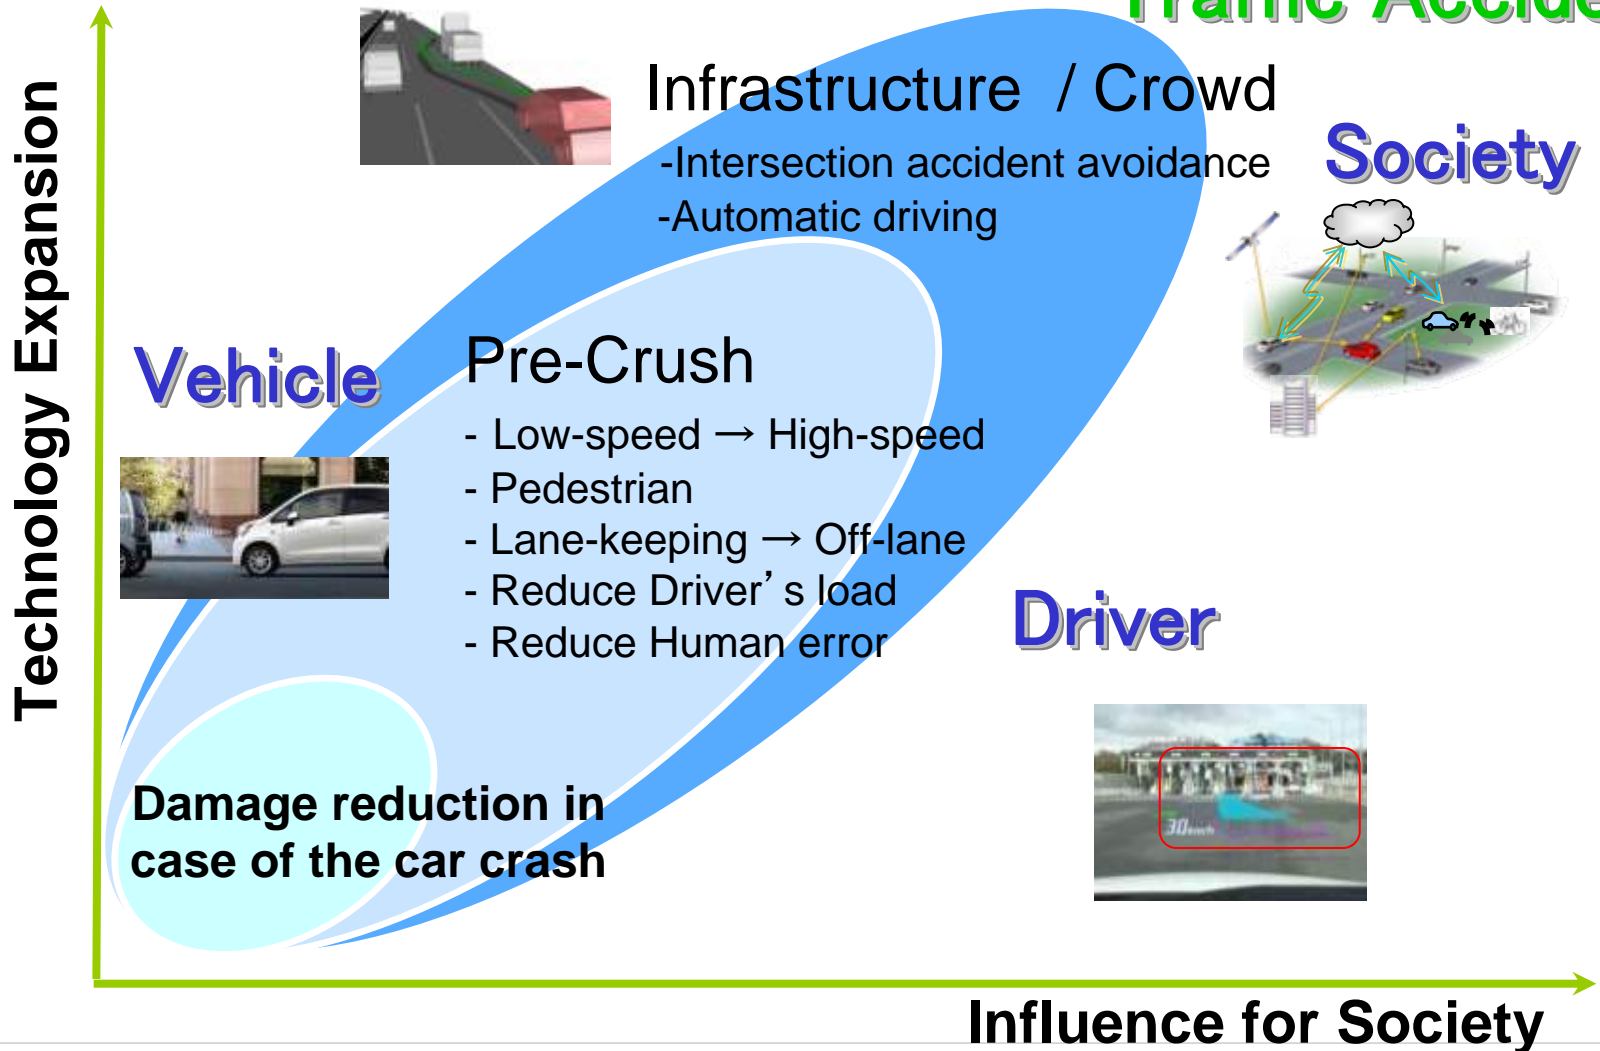 Traffic
Infrastructure / Crowd
-Intersection accident avoidance
-Automatic driving
Society
Technology Expansion
Vehicle
Pre-Crush
- Low-speed → High-speed
- Pedestrian
- Lane-keeping → Off-lane
- Reduce Driver’s load
- Reduce Human error
Driver
30km/h
Damage reduction in
case of the car crash
Influence for Society